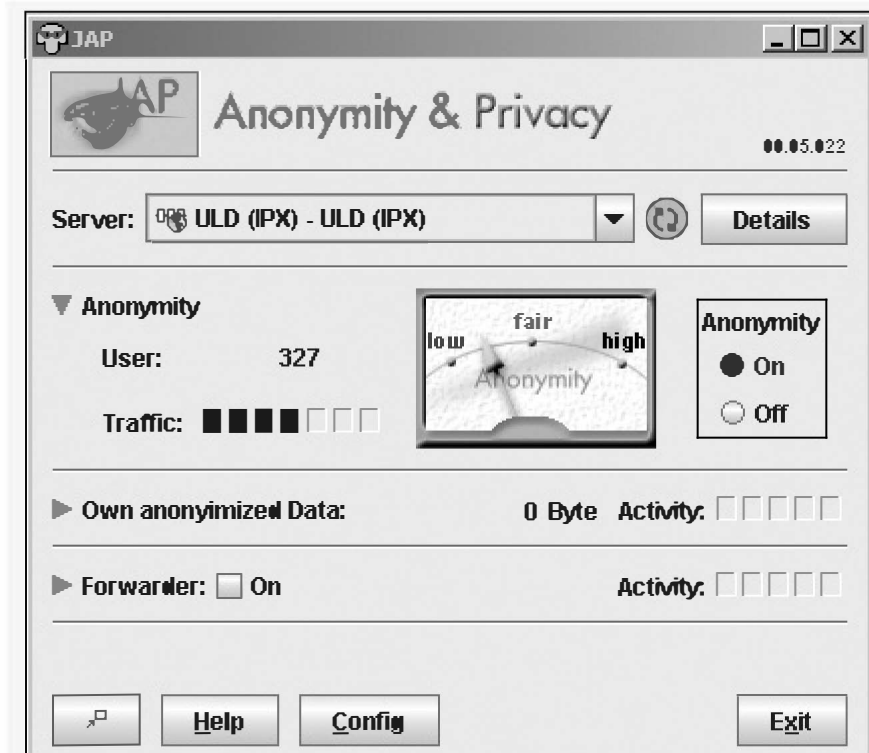 JAP
AP
Anonymity & Privacy
00.05.022
Server: ULD (IPX) - ULD (IPX)
Details
Anonymity
User: 327
Traffic:
low
fair
high
Anonymity
Anonymity
On
Off
Own anonyimized Data: 0 Byte Activity:
Forwarder: On Activity:
Help
Config
Exit